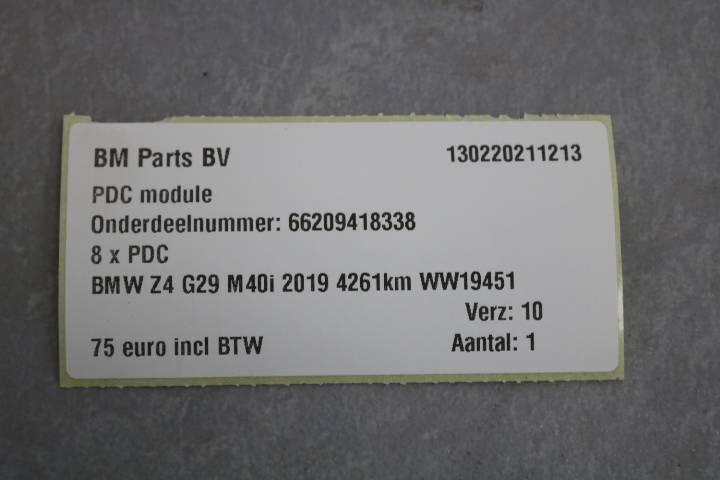 BM Parts BV 130220211213
PDC module
Onderdeelnummer: 66209418338
8 x PDC
BMW Z4 G29 M40i 2019 4261km WW19451
Verz: 10
75 euro incl BTW Aantal: 1